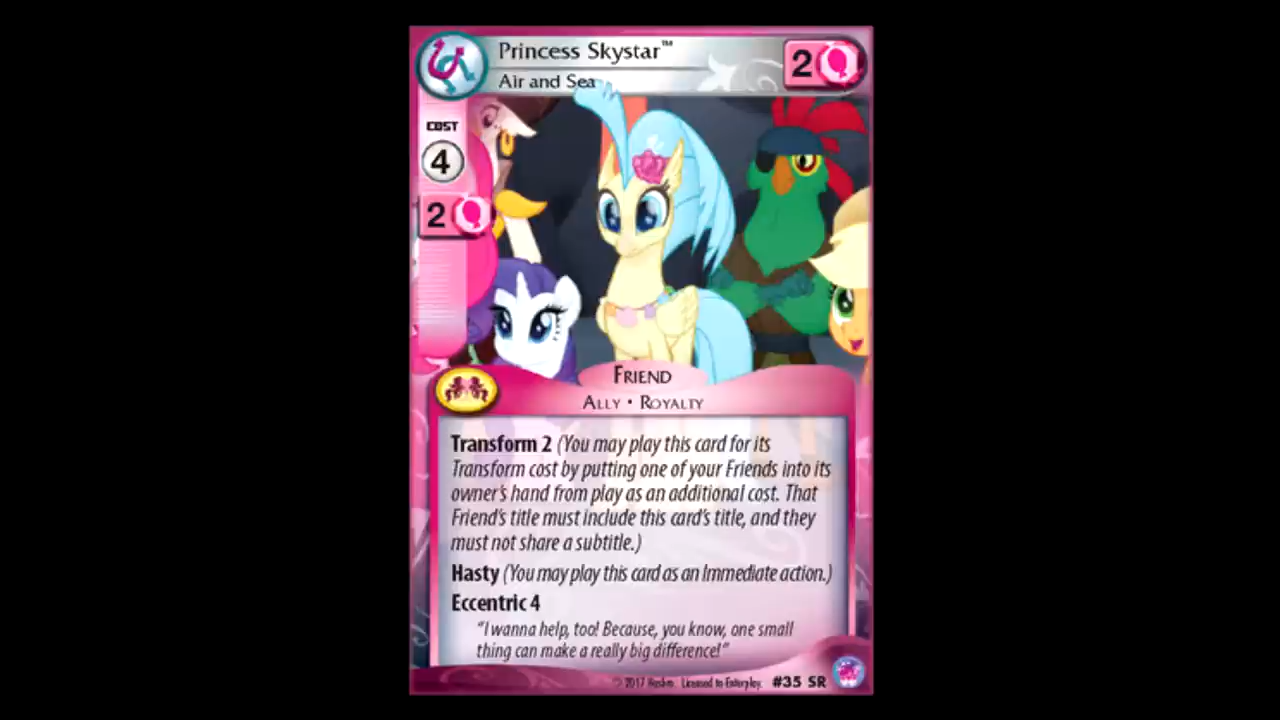 Princess Skystar™
Air and Sea
2
COST
4
2
Friend
Ally • Royalty
Transform 2 (You may play this card for its
Transform cost by putting one of your Friends into its
owner's hand from play as an additional cost. That
Friend's title must include this card's title, and they
must not share a subtitle.)
Hasty (You may play this card as an Immediate action.)
Eccentric 4
"I wanna help, too! Because, you know, one small
thing can make a really big difference!"
© 2017 Hasbro. Licensed to Enterplay. #35 SR